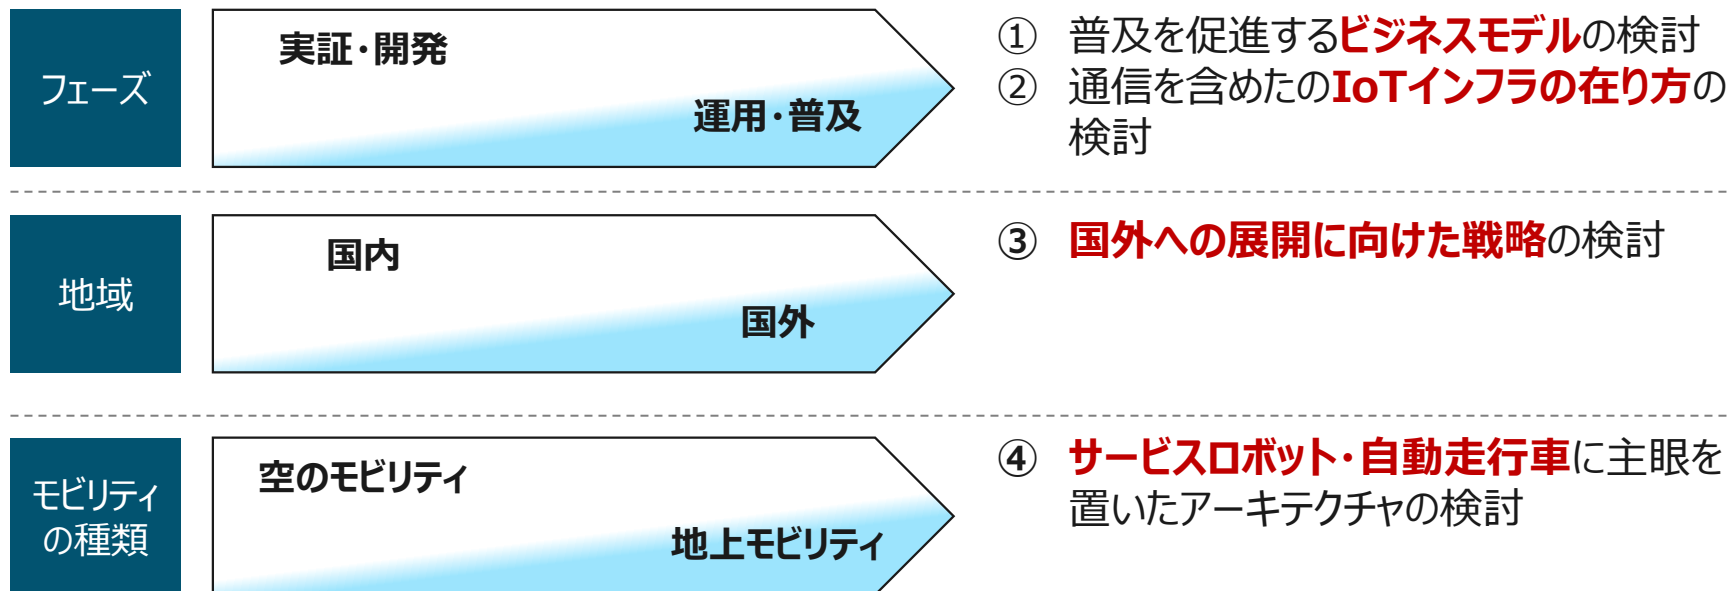 フェーズ
実証・開発
運用・普及
① 普及を促進するビジネスモデルの検討
② 通信を含めたのIoTインフラの在り方の
検討
地域
国内
国外
③ 国外への展開に向けた戦略の検討
モビリティ
の種類
空のモビリティ
地上モビリティ
④ サービスロボット・自動走行車に主眼を
置いたアーキテクチャの検討